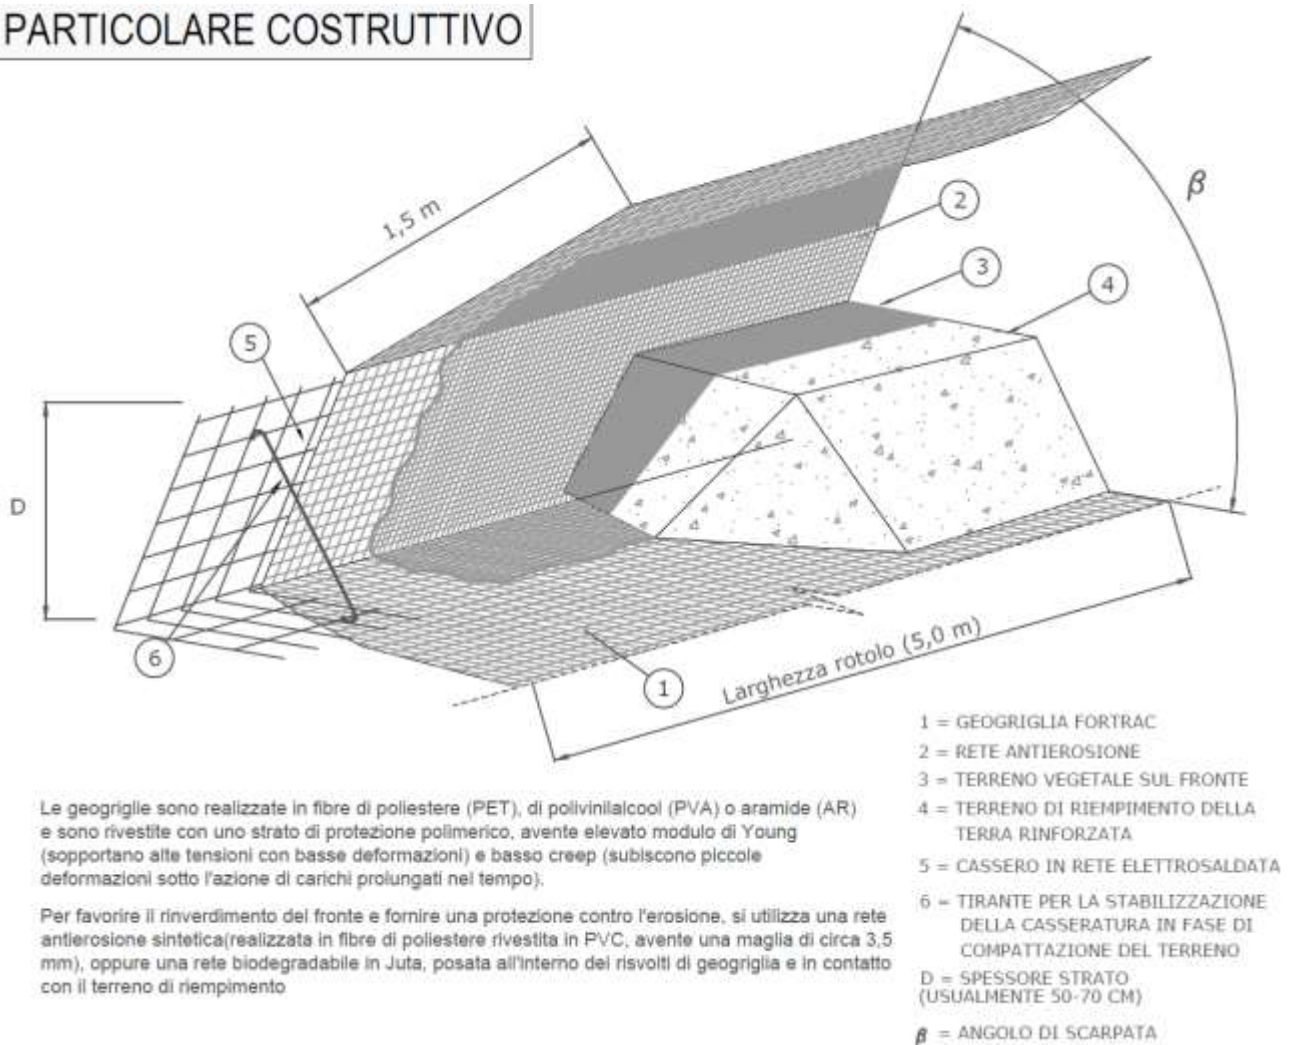 PARTICOLARE COSTRUTTIVO
1,5 m
β
2
3
4
5
D
6
1
Larghezza rotolo (5,0 m)
1 = GEOGRIGLIA FORTRAC
2 = RETE ANTIEROSIONE
3 = TERRENO VEGETALE SUL FRONTE
4 = TERRENO DI RIEMPIMENTO DELLA
TERRA RINFORZATA
5 = CASSERO IN RETE ELETTROSALDATA
6 = TIRANTE PER LA STABILIZZAZIONE
DELLA CASSERATURA IN FASE DI
COMPATTAZIONE DEL TERRENO
D = SPESSORE STRATO
(USUALMENTE 50-70 CM)
β = ANGOLO DI SCARPATA
Le geogriglie sono realizzate in fibre di poliestere (PET), di polivinilalcool (PVA) o aramide (AR)
e sono rivestite con uno strato di protezione polimerico, avente elevato modulo di Young
(sopportano alte tensioni con basse deformazioni) e basso creep (subiscono piccole
deformazioni sotto l'azione di carichi prolungati nel tempo).
Per favorire il rinverdimento del fronte e fornire una protezione contro l'erosione, si utilizza una rete
antierosione sintetica(realizzata in fibre di poliestere rivestita in PVC, avente una maglia di circa 3,5
mm), oppure una rete biodegradabile in Juta, posata all'interno dei risvolti di geogriglia e in contatto
con il terreno di riempimento